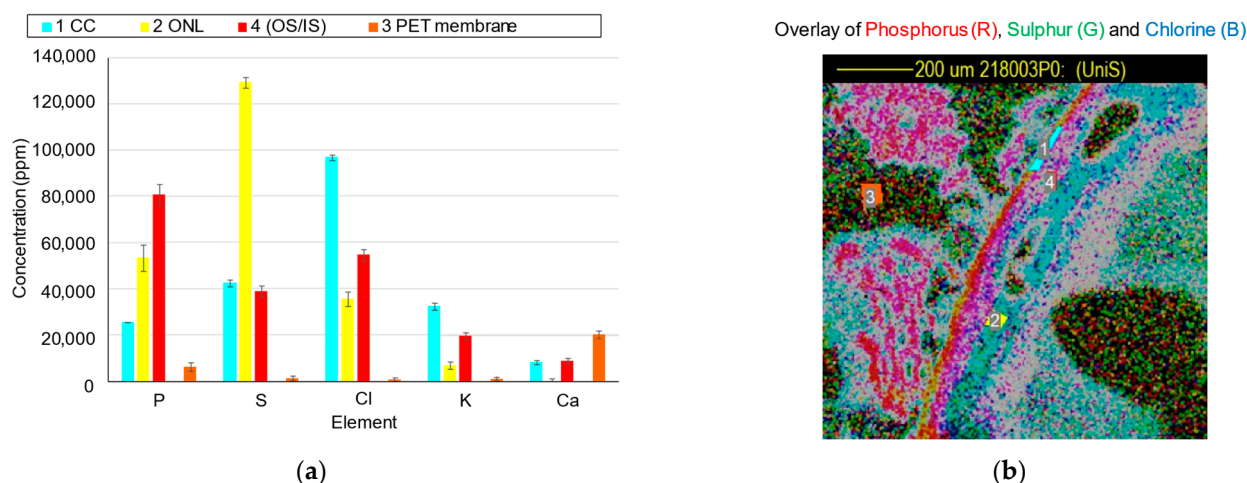 1 CC 2 ONL 4 (OS/IS) 3 PET membrane
140,000
120,000
100,000
80,000
60,000
40,000
20,000
0
Concentration (ppm)
P S Cl K Ca
Element
(a)
Overlay of Phosphorus (R), Sulphur (G) and Chlorine (B)
200 um 218003P0: (UniS)
1
4
3
2
(b)